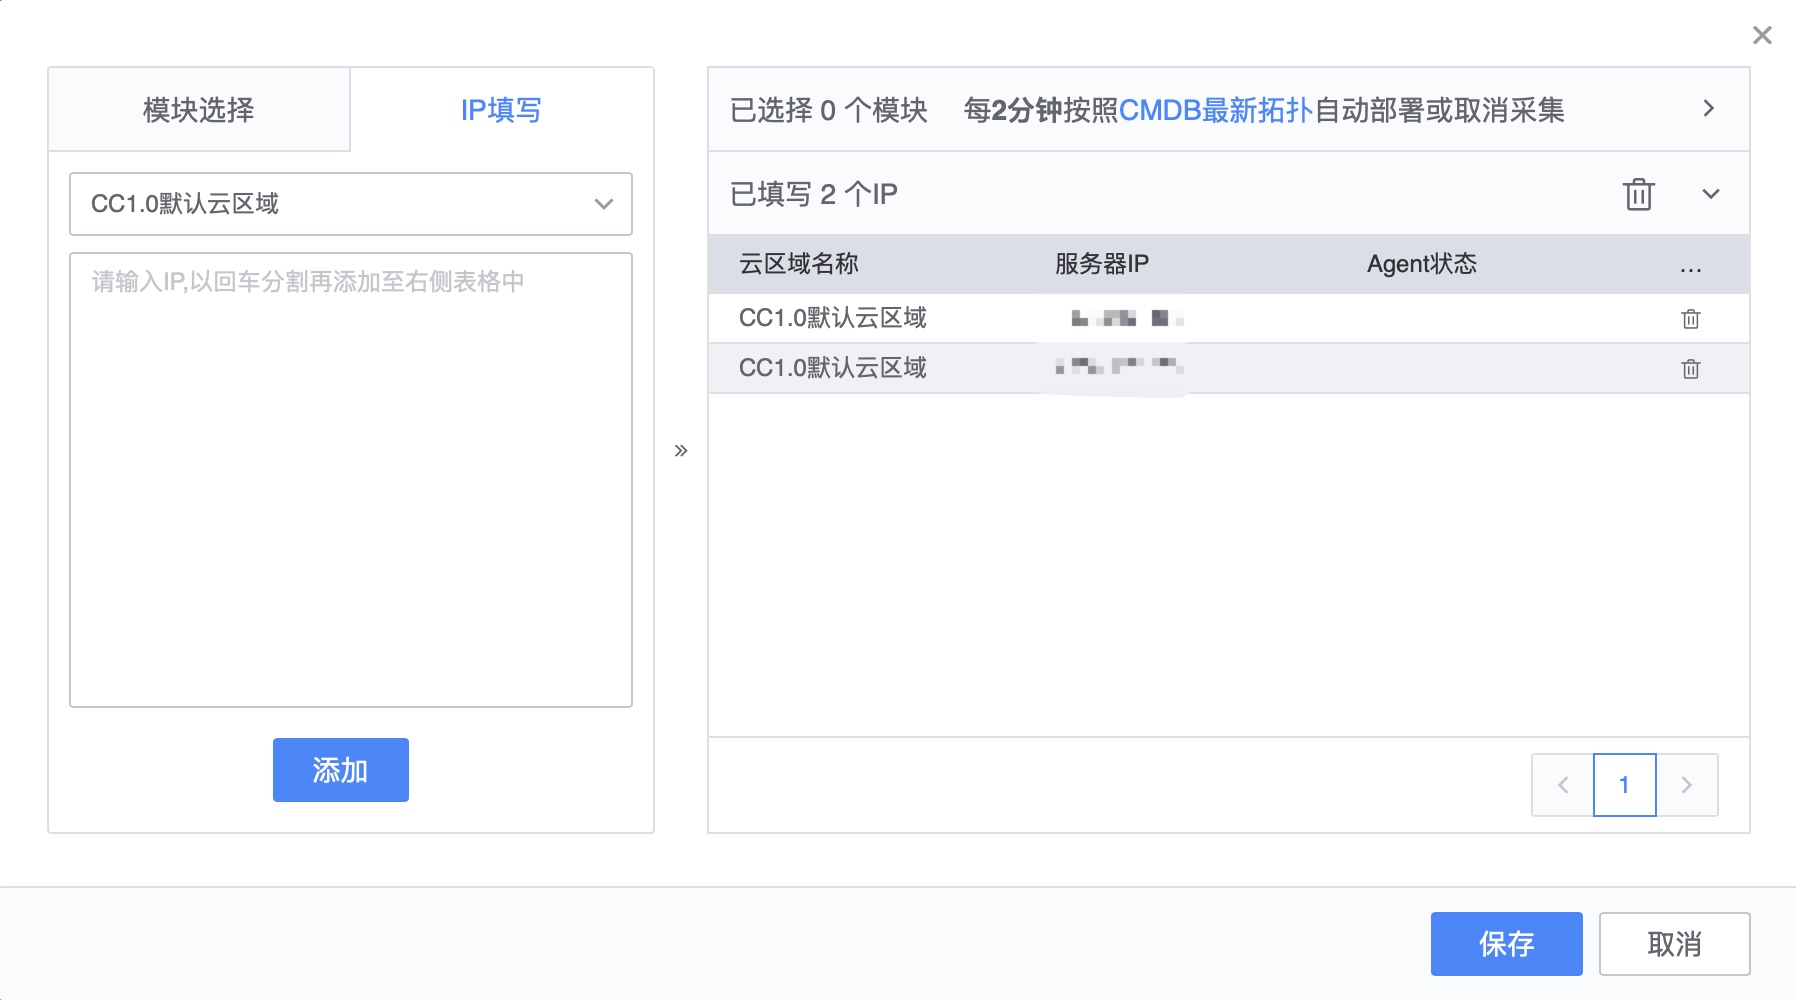 模块选择
IP填写
CC1.0默认云区域
请输入IP,以回车分割再添加至右侧表格中
添加
已选择 0 个模块 每2分钟按照CMDB最新拓扑自动部署或取消采集
已填写 2 个IP
云区域名称 服务器IP Agent状态 ...
CC1.0默认云区域
CC1.0默认云区域
1
保存 取消